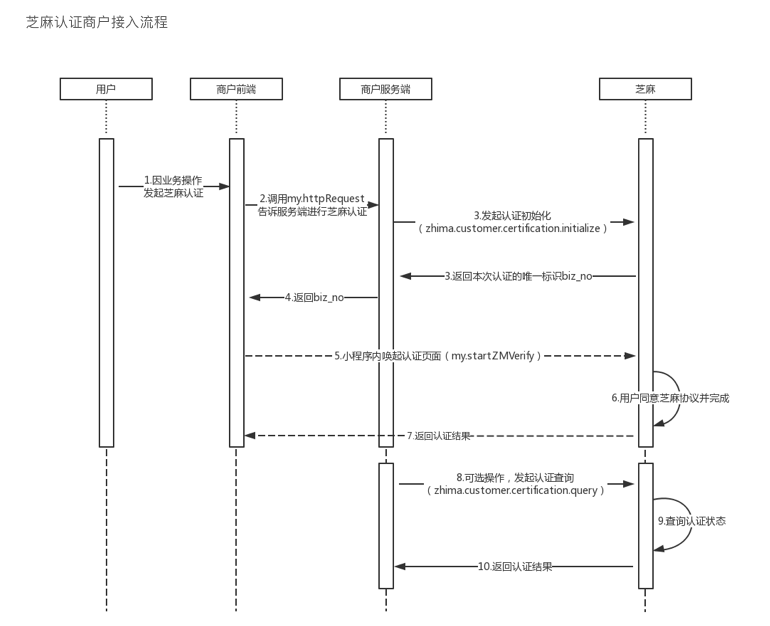 芝麻认证商户接入流程
用户
商户前端
商户服务端
芝麻
1.因业务操作
发起芝麻认证
2.调用my.httpRequest
告诉服务端进行芝麻认证
3.发起认证初始化
（zhima.customer.certification.initialize）
3.返回本次认证的唯一标识biz_no
4.返回biz_no
5.小程序内唤起认证页面（my.startZMVerify）
6.用户同意芝麻协议并完成
7.返回认证结果
8.可选操作，发起认证查询
（zhima.customer.certification.query）
9.查询认证状态
10.返回认证结果